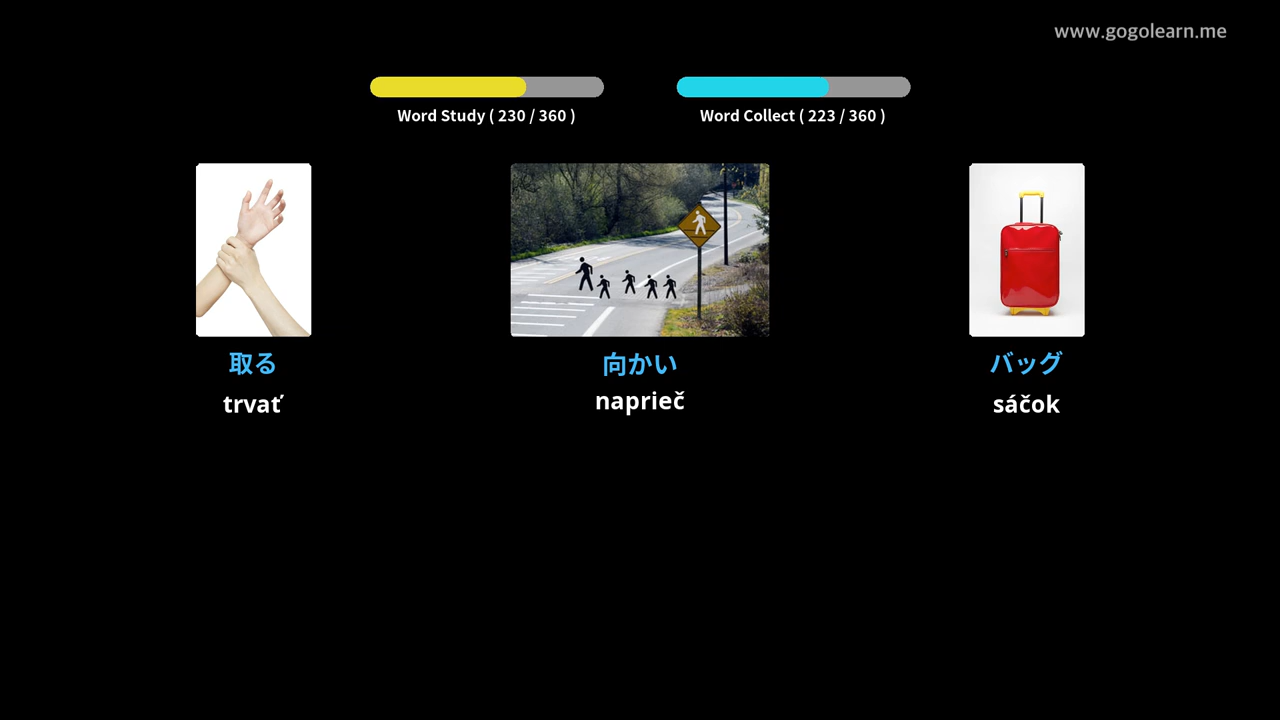 www.gogolearn.me
Word Study ( 230 / 360 )
Word Collect ( 223 / 360 )
取る
向かい
バッグ
trvať
naprieč
sáčok